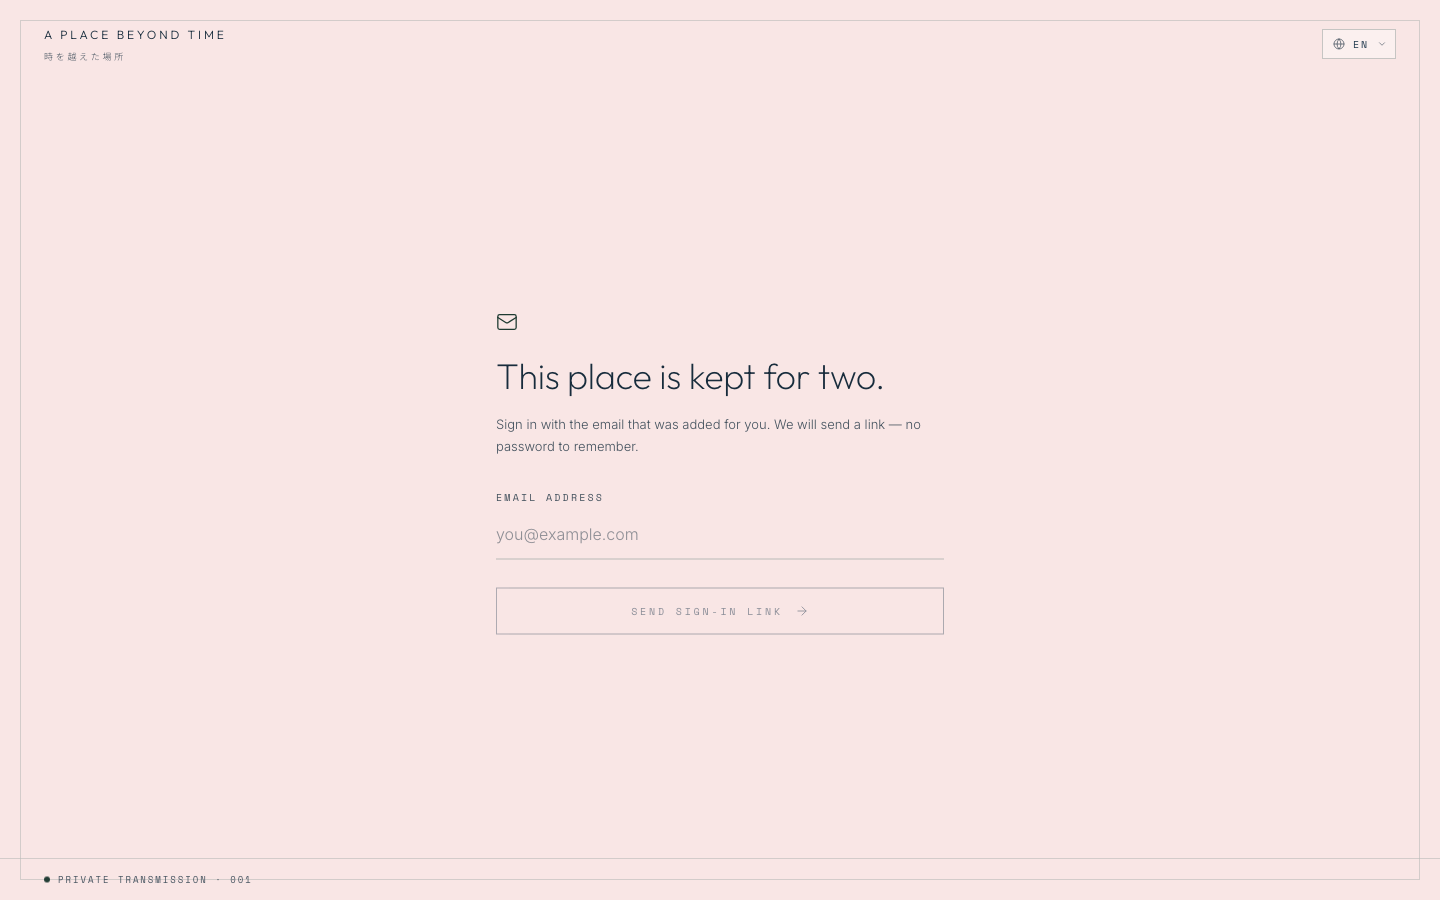 A PLACE BEYOND TIME
時を越えた場所
EN
This place is kept for two.
Sign in with the email that was added for you. We will send a link — no
password to remember.
EMAIL ADDRESS
you@example.com
SEND SIGN-IN LINK
PRIVATE TRANSMISSION · 001